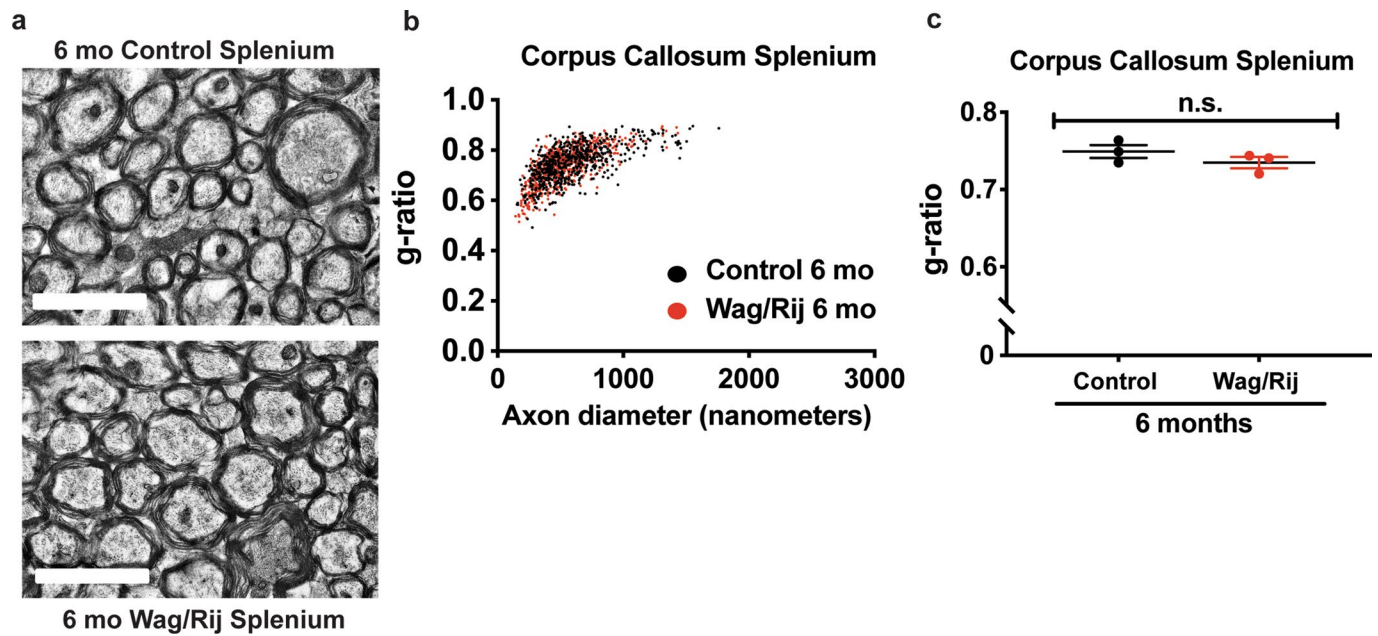 a
6 mo Control Splenium
6 mo Wag/Rij Splenium
b
Corpus Callosum Splenium
g-ratio
1.0
0.8
0.6
0.4
0.2
0.0
0
1000
2000
3000
Axon diameter (nanometers)
Control 6 mo
Wag/Rij 6 mo
c
Corpus Callosum Splenium
n.s.
g-ratio
0.8
0.7
0.6
0
Control
Wag/Rij
6 months